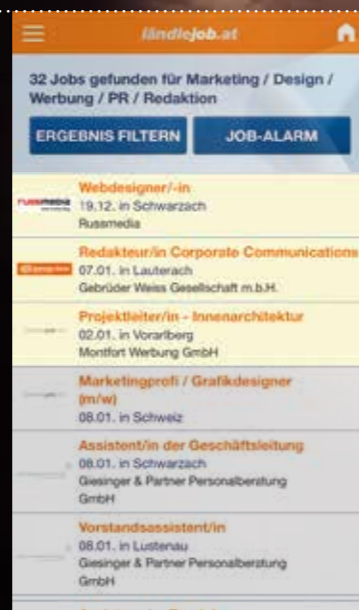 ländlejob.at
32 Jobs gefunden für Marketing / Design /
Werbung / PR / Redaktion
ERGEBNIS FILTERN JOB-ALARM
Webdesigner/-in
russmedia 19.12. in Schwarzach
Russmedia
Redakteur/in Corporate Communications
07.01. in Lauterach
Gebrüder Weiss Gesellschaft m.b.H.
Projektleiter/in - Innenarchitektur
02.01. in Vorarlberg
Montfort Werbung GmbH
Marketingprofi / Grafikdesigner
(m/w)
08.01. in Schweiz
Assistent/in der Geschäftsleitung
08.01. in Schwarzach
Giesinger & Partner Personalberatung
GmbH
Vorstandsassistent/in
08.01. in Lustenau
Giesinger & Partner Personalberatung
GmbH